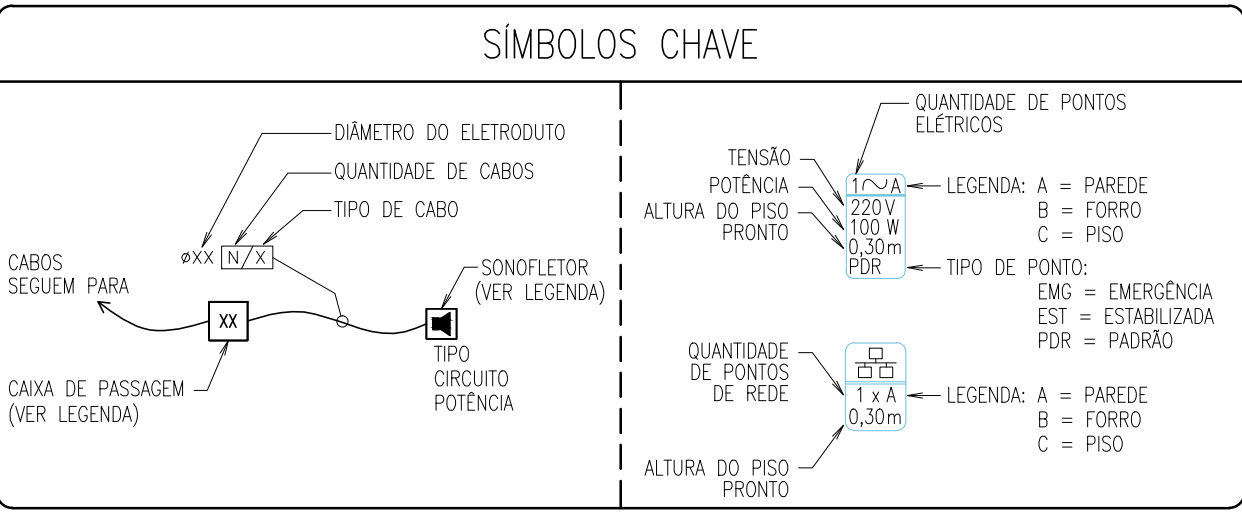 SÍMBOLOS CHAVE
DIÂMETRO DO ELETRODUTO
QUANTIDADE DE CABOS
TIPO DE CABO
øXX N/X
CABOS
SEGUEM PARA
XX
SONOFLETOR
(VER LEGENDA)
TIPO
CIRCUITO
POTÊNCIA
CAIXA DE PASSAGEM
(VER LEGENDA)
QUANTIDADE DE PONTOS
ELÉTRICOS
TENSÃO
POTÊNCIA
ALTURA DO PISO
PRONTO
1 A
220 V
100 W
0,30m
PDR
LEGENDA: A = PAREDE
B = FORRO
C = PISO
TIPO DE PONTO:
EMG = EMERGÊNCIA
EST = ESTABILIZADA
PDR = PADRÃO
QUANTIDADE
DE PONTOS
DE REDE
1 x A
0,30m
LEGENDA: A = PAREDE
B = FORRO
C = PISO
ALTURA DO PISO
PRONTO